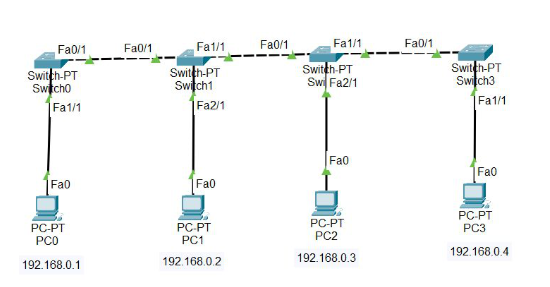 Fa0/1 Fa0/1 Fa1/1 Fa0/1 Fa1/1 Fa0/1
Switch-PT Switch-PT Switch-PT Switch-PT
Switch0 Switch1 Swi Switch3
Fa1/1 Fa2/1 Fa2/1 Fa1/1
Fa0 Fa0 Fa0 Fa0
PC-PT PC-PT PC-PT PC-PT
PC0 PC1 PC2 PC3
192.168.0.1 192.168.0.2 192.168.0.3 192.168.0.4